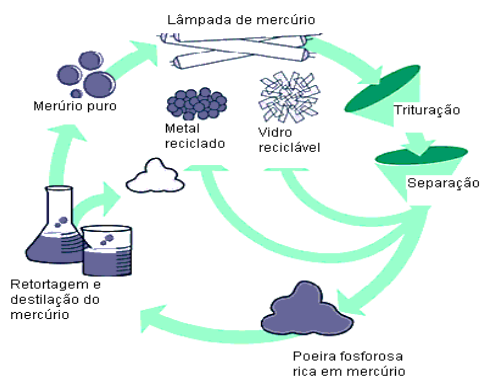 Lâmpada de mercúrio
Merúrio puro
Metal
reciclado
Vidro
reciclável
Trituração
Separação
Retortagem e
destilação do
mercúrio
Poeira fosforosa
rica em mercúrio